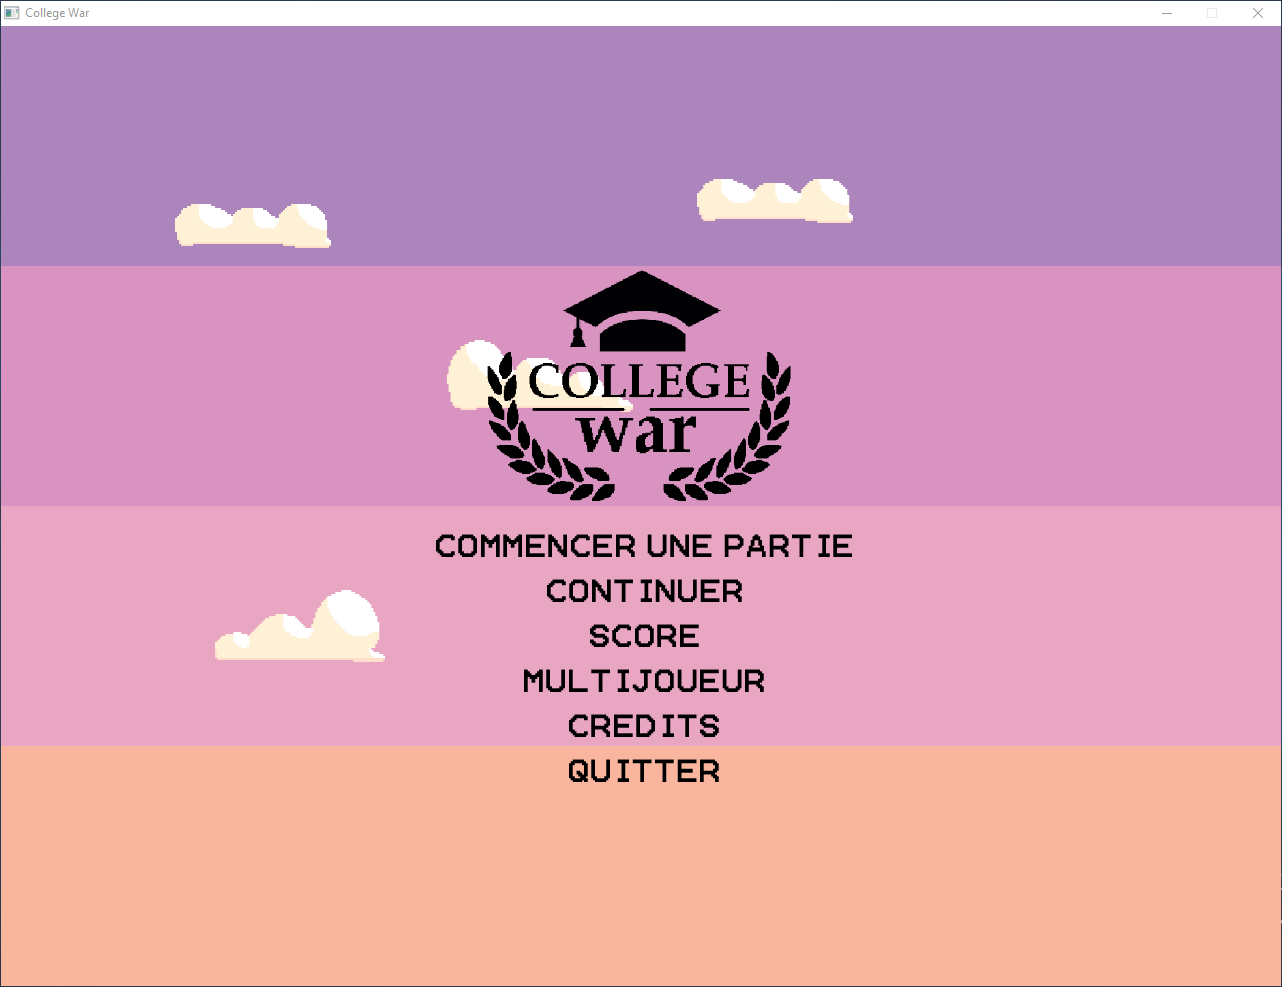 College War
COLLEGE
war
COMMENCER UNE PARTIE
CONTINUER
SCORE
MULTIJOUEUR
CREDITS
QUITTER